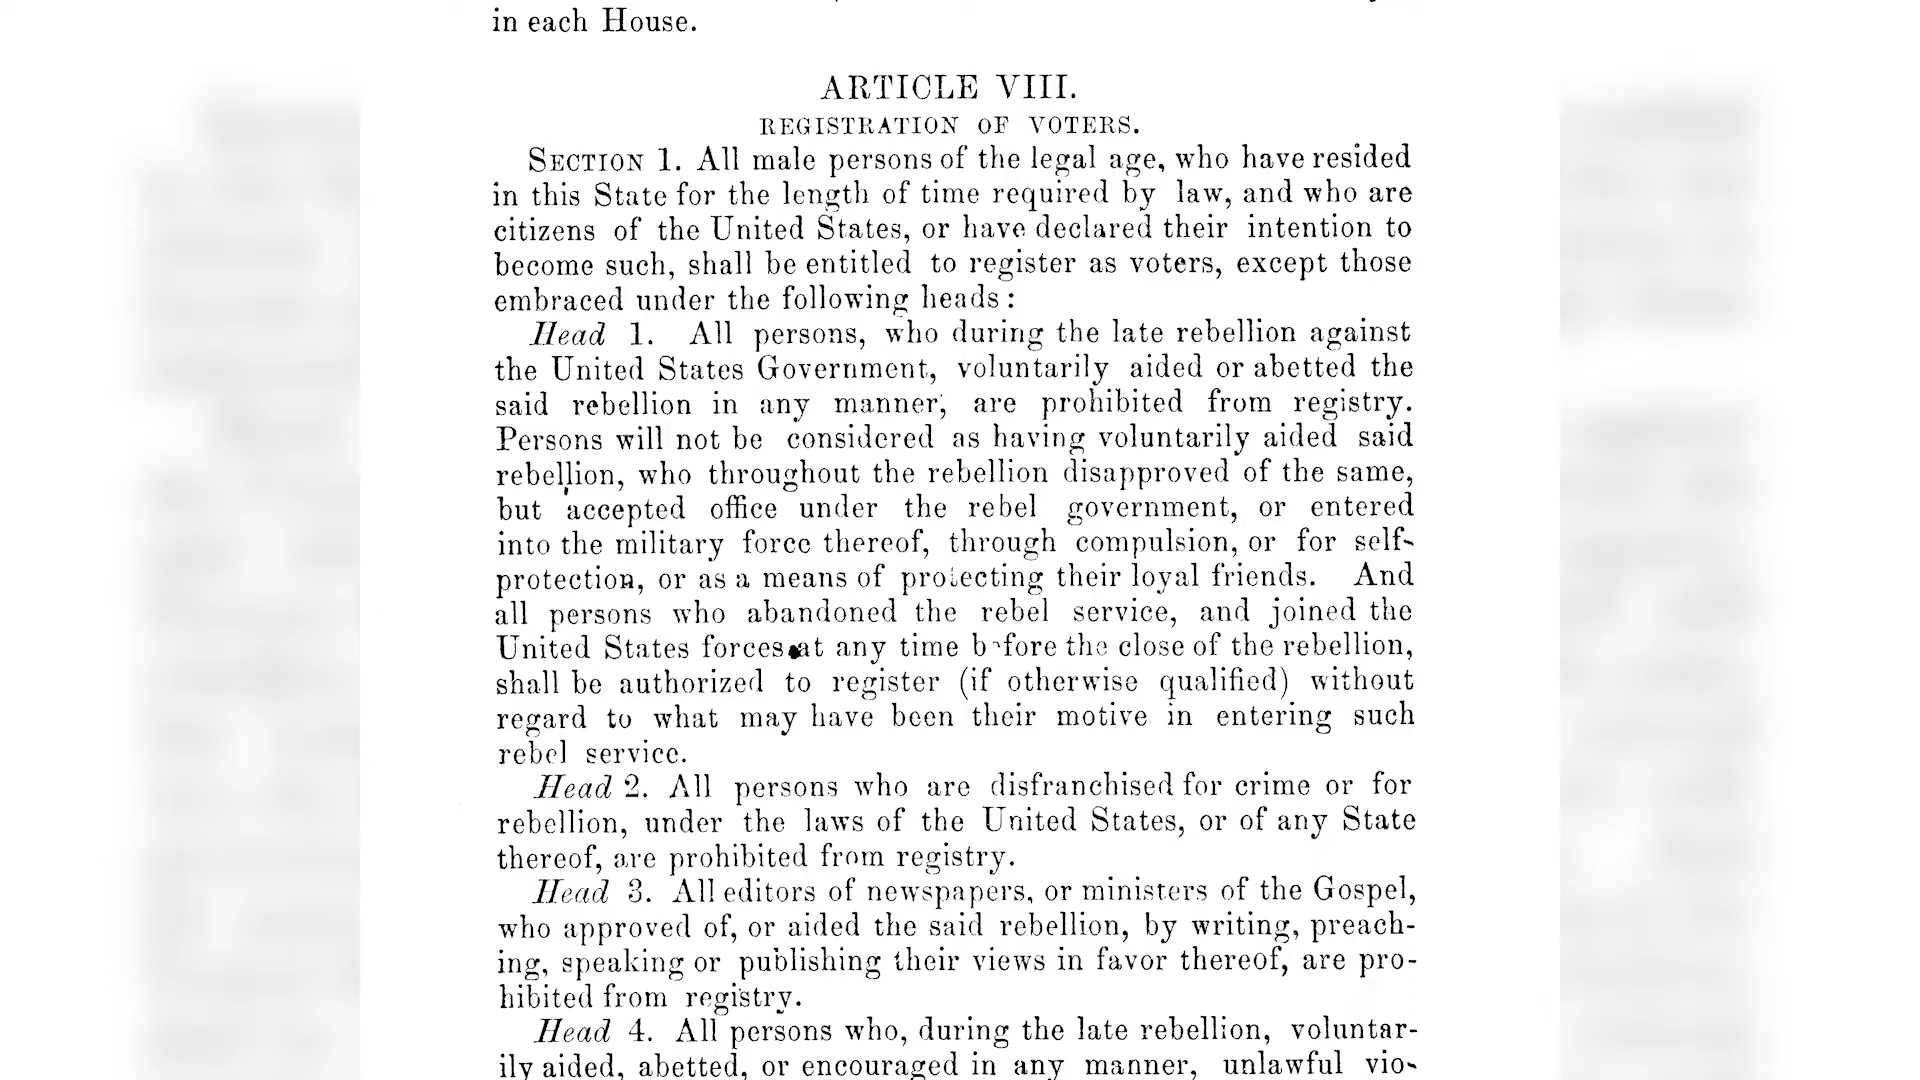 in each House.
ARTICLE VIII.
REGISTRATION OF VOTERS.
SECTION 1. All male persons of the legal age, who have resided
in this State for the length of time required by law, and who are
citizens of the United States, or have declared their intention to
become such, shall be entitled to register as voters, except those
embraced under the following heads:
Head 1. All persons, who during the late rebellion against
the United States Government, voluntarily aided or abetted the
said rebellion in any manner, are prohibited from registry.
Persons will not be considered as having voluntarily aided said
rebellion, who throughout the rebellion disapproved of the same,
but accepted office under the rebel government, or entered
into the military force thereof, through compulsion, or for self-
protection, or as a means of protecting their loyal friends. And
all persons who abandoned the rebel service, and joined the
United States forces at any time before the close of the rebellion,
shall be authorized to register (if otherwise qualified) without
regard to what may have been their motive in entering such
rebel service.
Head 2. All persons who are disfranchised for crime or for
rebellion, under the laws of the United States, or of any State
thereof, are prohibited from registry.
Head 3. All editors of newspapers, or ministers of the Gospel,
who approved of, or aided the said rebellion, by writing, preach-
ing, speaking or publishing their views in favor thereof, are pro-
hibited from registry.
Head 4. All persons who, during the late rebellion, voluntar-
ily aided, abetted, or encouraged in any manner, unlawful vio-